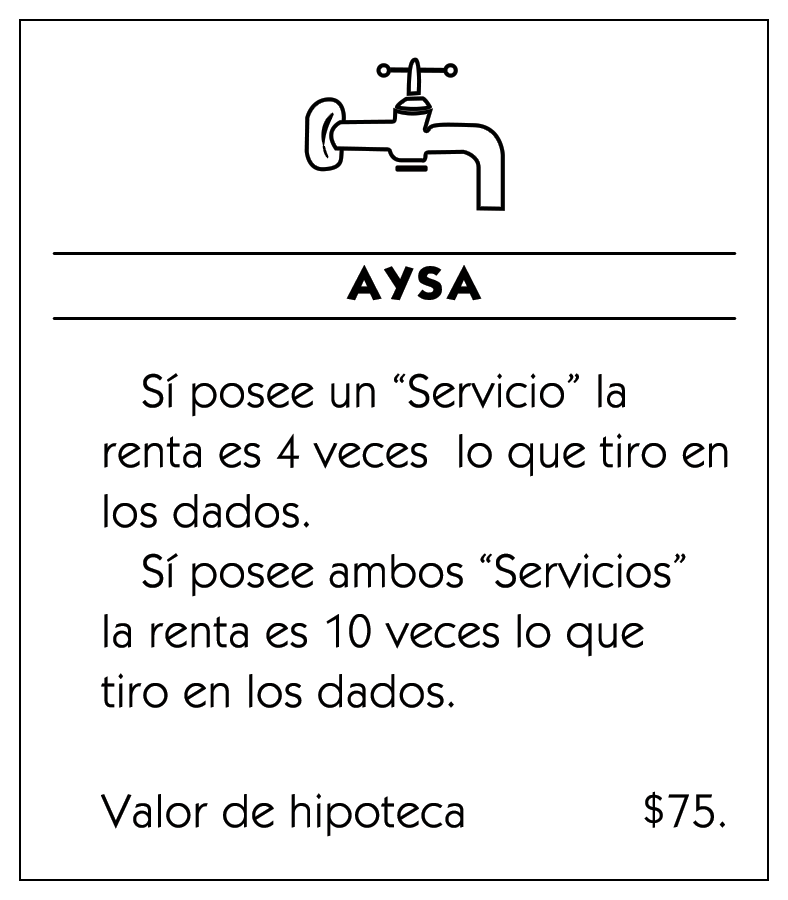 AYSA
Sí posee un “Servicio” la
renta es 4 veces lo que tiro en
los dados.
Sí posee ambos “Servicios”
la renta es 10 veces lo que
tiro en los dados.
Valor de hipoteca $75.